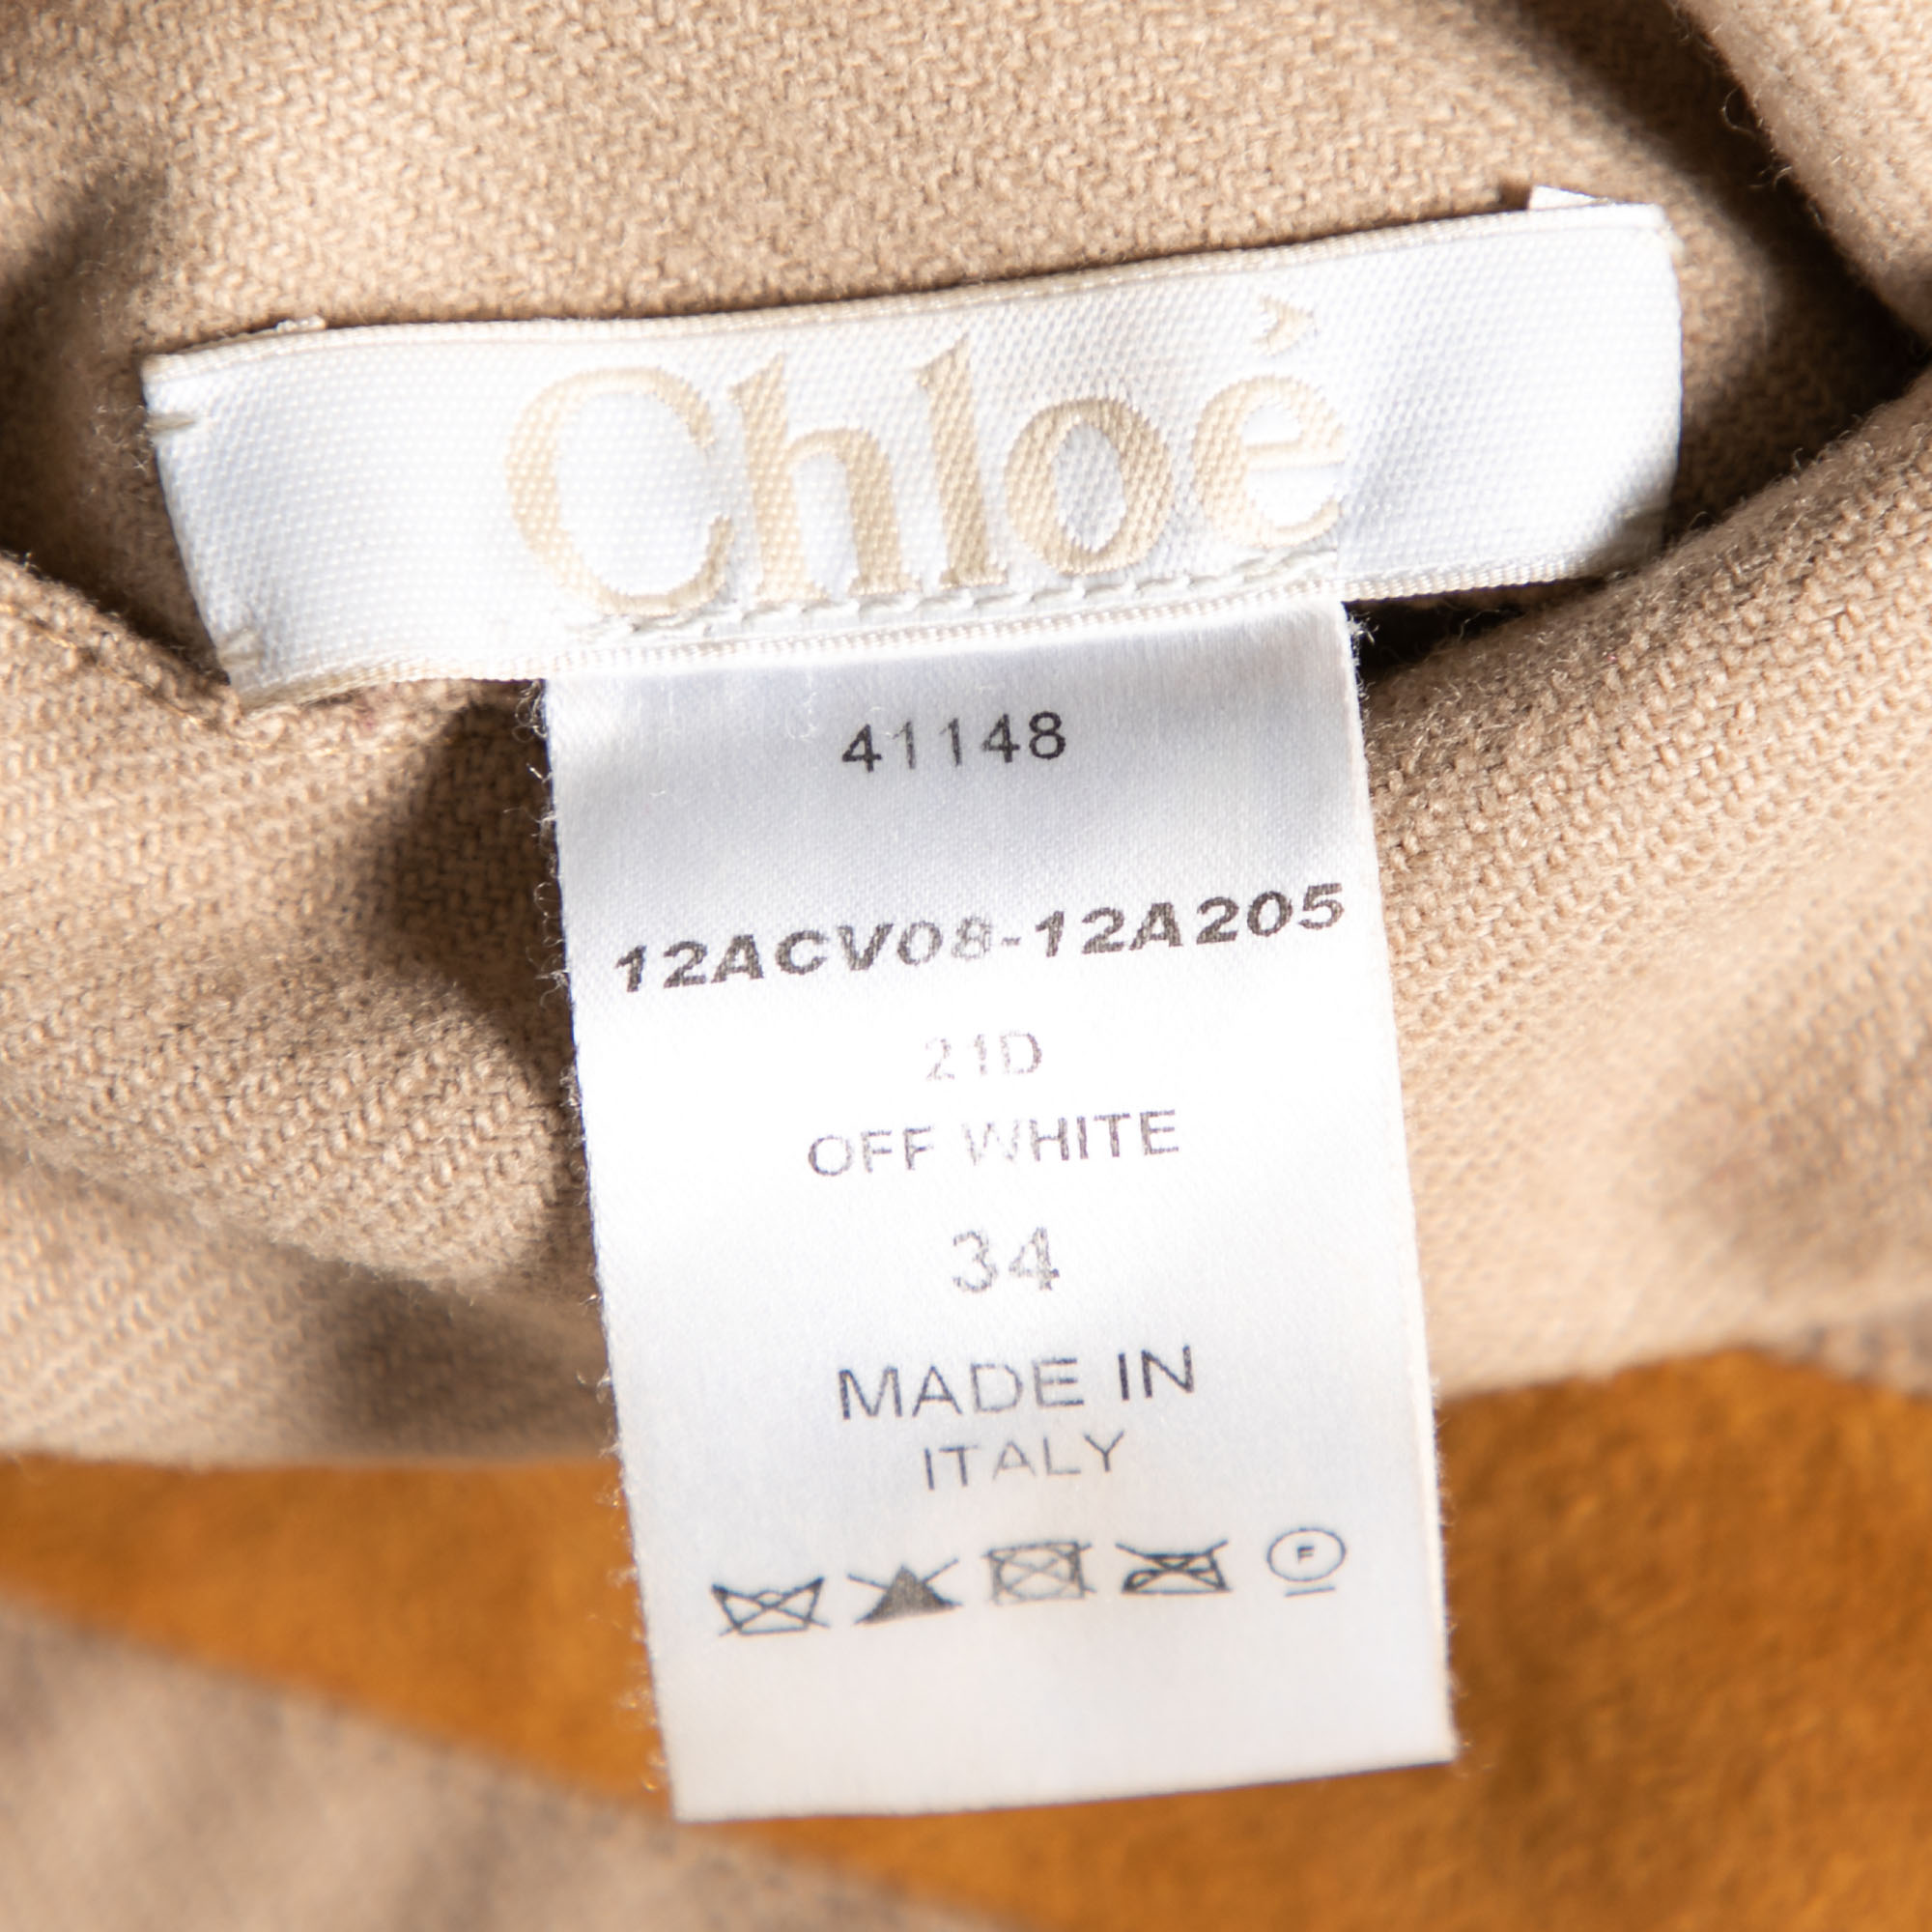 Chloé
41148
12ACV08-12A205
21D
OFF WHITE
34
MADE IN
ITALY
F